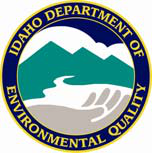 IDAHO DEPARTMENT OF
ENVIRONMENTAL QUALITY